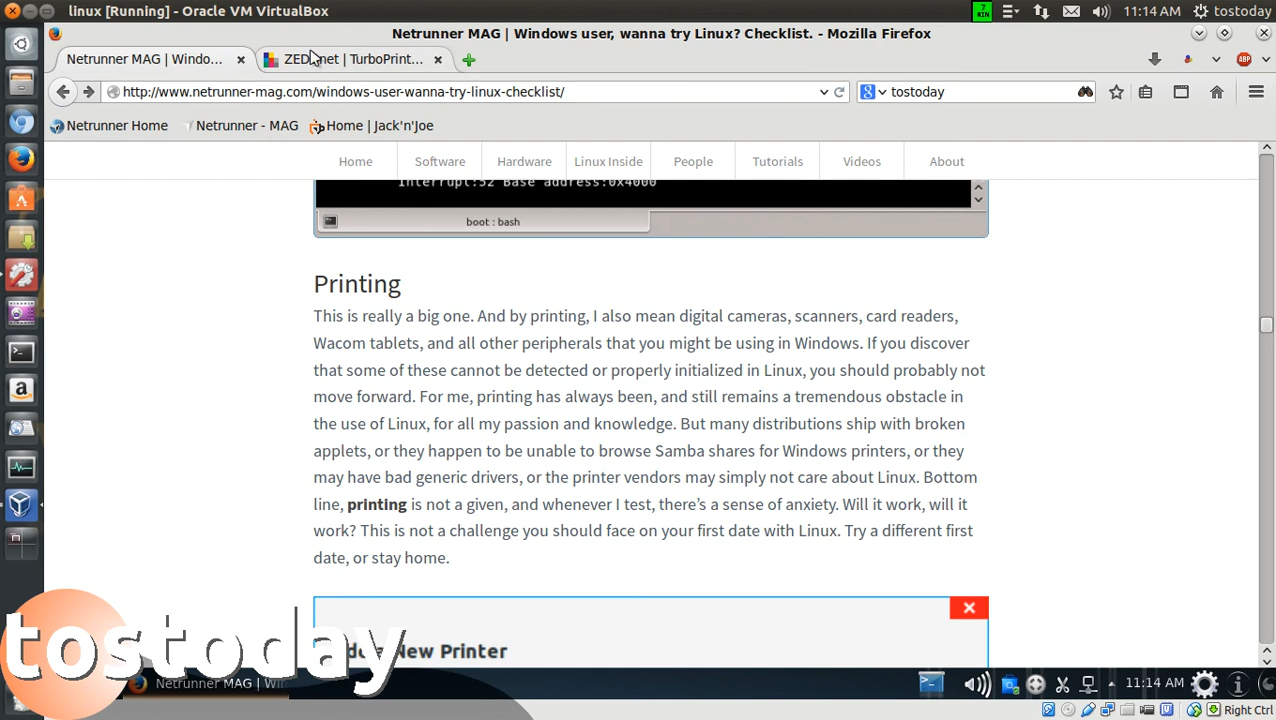 linux [Running] - Oracle VM VirtualBox
11:14 AM
tostoday
Netrunner MAG | Windows user, wanna try Linux? Checklist. - Mozilla Firefox
Netrunner MAG | Windo...
net | TurboPrint...
ABP
http://www.netrunner-mag.com/windows-user-wanna-try-linux-checklist/
tostoday
Netrunner Home
Netrunner - MAG
Home | Jack'n'Joe
Home
Software
Hardware
Linux Inside
People
Tutorials
Videos
About
Interrupt:52 Base address:0x4000
boot : bash
Printing
This is really a big one. And by printing, I also mean digital cameras, scanners, card readers,
Wacom tablets, and all other peripherals that you might be using in Windows. If you discover
that some of these cannot be detected or properly initialized in Linux, you should probably not
move forward. For me, printing has always been, and still remains a tremendous obstacle in
the use of Linux, for all my passion and knowledge. But many distributions ship with broken
applets, or they happen to be unable to browse Samba shares for Windows printers, or they
may have bad generic drivers, or the printer vendors may simply not care about Linux. Bottom
line, printing is not a given, and whenever I test, there's a sense of anxiety. Will it work, will it
work? This is not a challenge you should face on your first date with Linux. Try a different first
date, or stay home.
New Printer
tostoday
Netrunner MAG |
11:14 AM
Right Ctrl